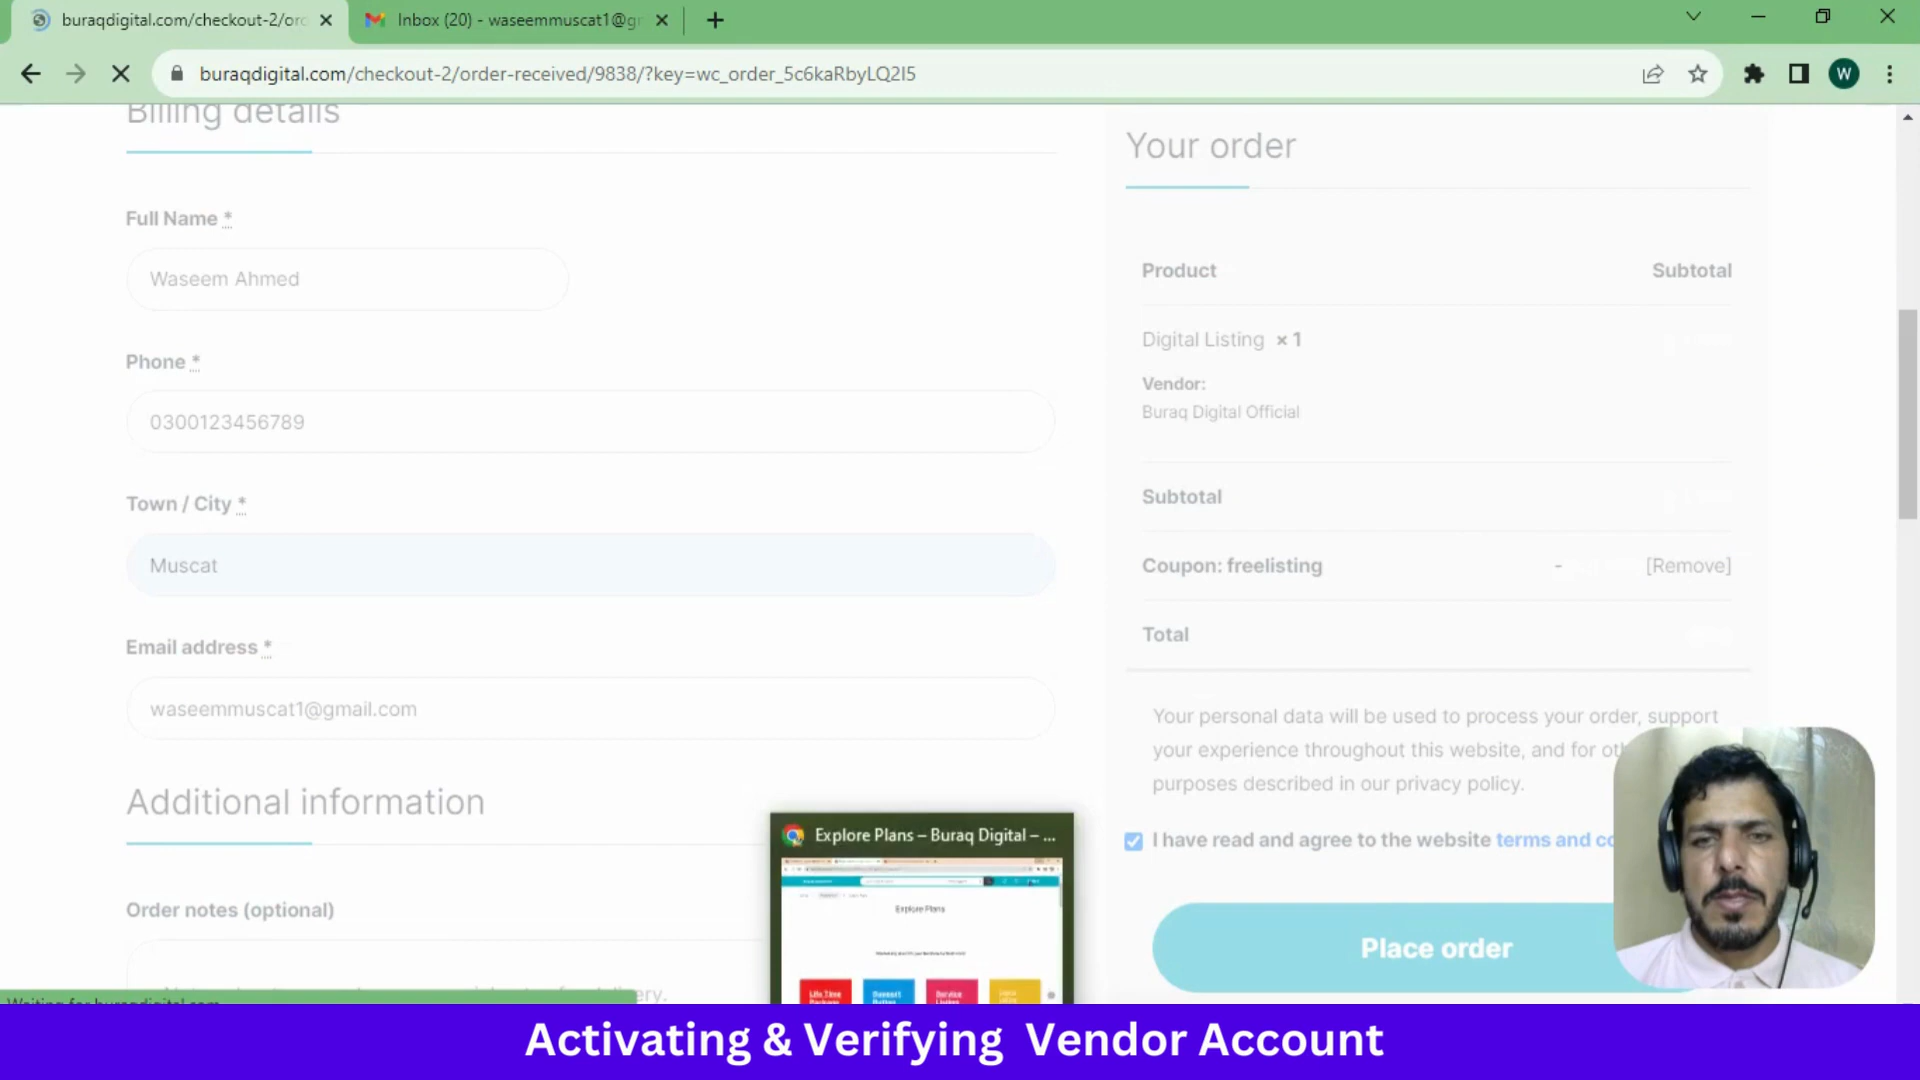 buraqdigital.com/checkout-2/orc
Inbox (20) - waseemmuscat1@gr
buraqdigital.com/checkout-2/order-received/9838/?key=wc_order_5c6kaRbyLQ2I5
W
Billing details
Full Name *
Waseem Ahmed
Phone *
0300123456789
Town / City *
Muscat
Email address *
waseemmuscat1@gmail.com
Additional information
Order notes (optional)
Your order
Product Subtotal
Digital Listing × 1
Vendor:
Buraq Digital Official
Subtotal
Coupon: freelisting - [Remove]
Total
Your personal data will be used to process your order, support
your experience throughout this website, and for
purposes described in our privacy policy.
I have read and agree to the website terms and
Place order
Explore Plans – Buraq Digital – ...
Explore Plans
Activating & Verifying Vendor Account